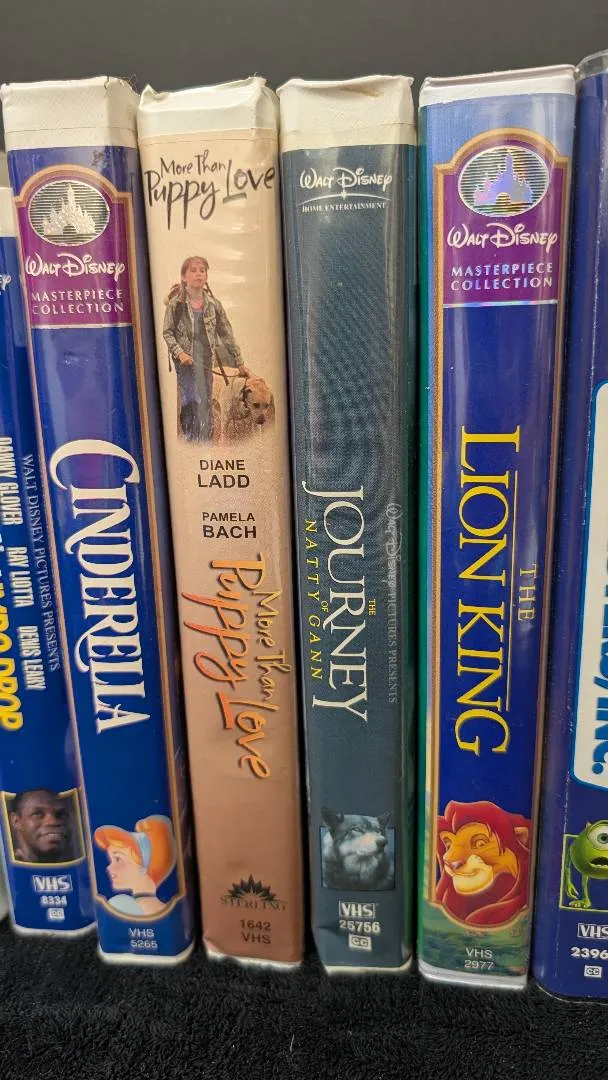 WALT DISNEY PICTURES PRESENTS
DANNY GLOVER RAY LIOTTA DENIS LEARY
DROP
VHS
8334
CC
WALT DISNEY
MASTERPIECE
COLLECTION
CINDERELLA
VHS
5265
More Than
Puppy Love
DIANE
LADD
PAMELA
BACH
More Than
Puppy Love
STERLING
1642
VHS
WALT DISNEY
HOME ENTERTAINMENT
WALT DISNEY PICTURES PRESENTS
THE
JOURNEY
OF
NATTY GANN
VHS
25756
CC
WALT DISNEY
MASTERPIECE
COLLECTION
THE
LION KING
VHS
2977
INC.
VHS
2396
CC